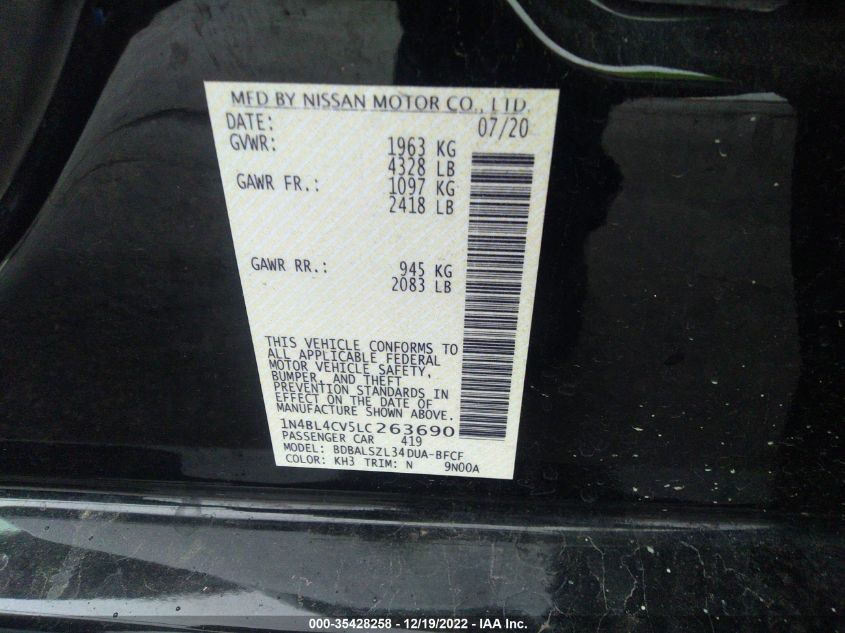 MFD BY NISSAN MOTOR CO., LTD.
DATE: 07/20
GVWR: 1963 KG
4328 LB
GAWR FR.: 1097 KG
2418 LB
GAWR RR.: 945 KG
2083 LB
THIS VEHICLE CONFORMS TO
ALL APPLICABLE FEDERAL
MOTOR VEHICLE SAFETY,
BUMPER, AND THEFT
PREVENTION STANDARDS IN
EFFECT ON THE DATE OF
MANUFACTURE SHOWN ABOVE.
1N4BL4CV5LC263690
PASSENGER CAR 419
MODEL: BDBALSZL34DUA-BFCF
COLOR: KH3 TRIM: N 9N00A
000-35428258 - 12/19/2022 - IAA Inc.